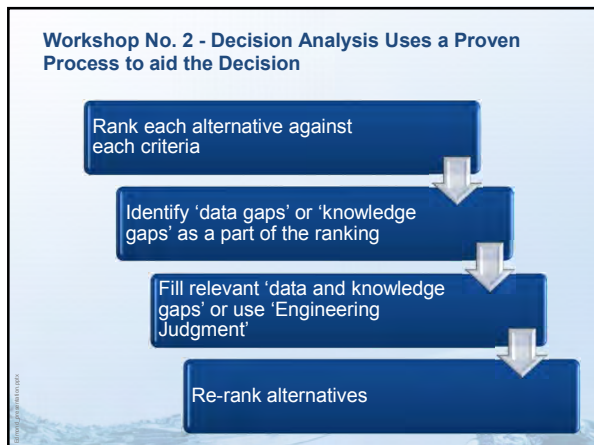 Workshop No. 2 - Decision Analysis Uses a Proven
Process to aid the Decision
Rank each alternative against
each criteria
Identify ‘data gaps’ or ‘knowledge
gaps’ as a part of the ranking
Fill relevant ‘data and knowledge
gaps’ or use ‘Engineering
Judgment’
Re-rank alternatives